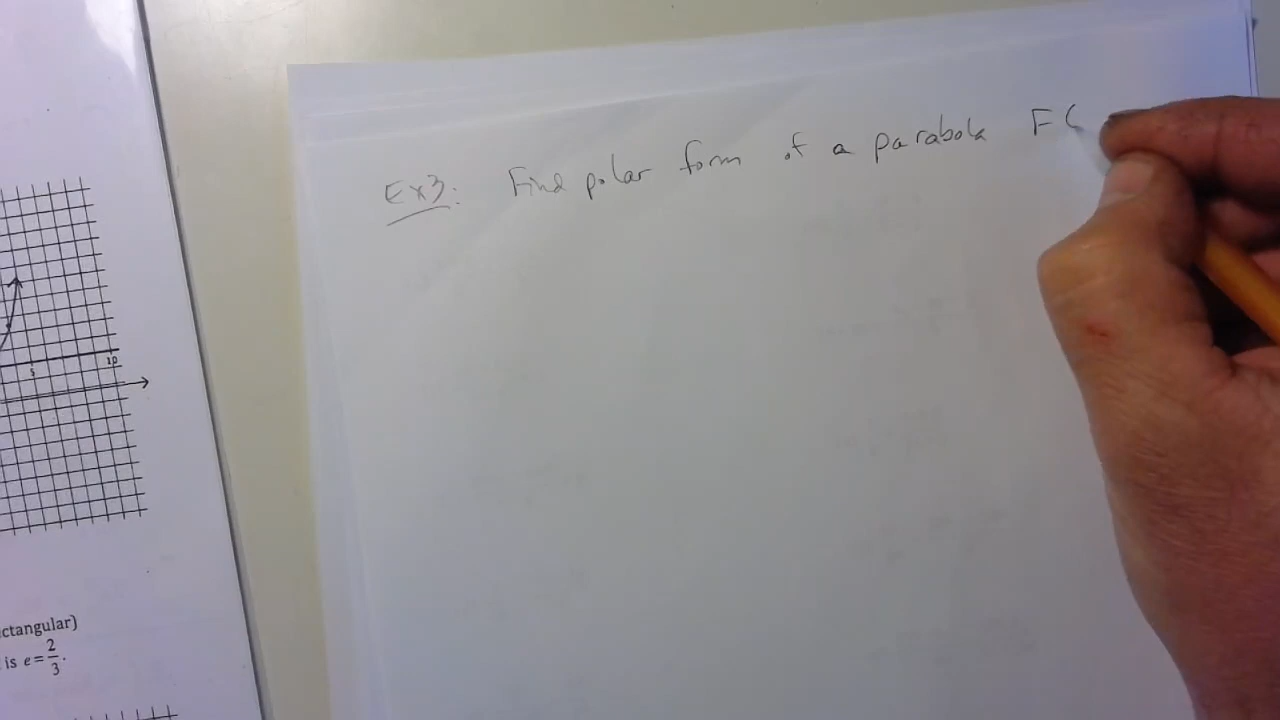 Ex3: Find polar form of a parabola F(
5
10
ctangular)
is e = 2/3.